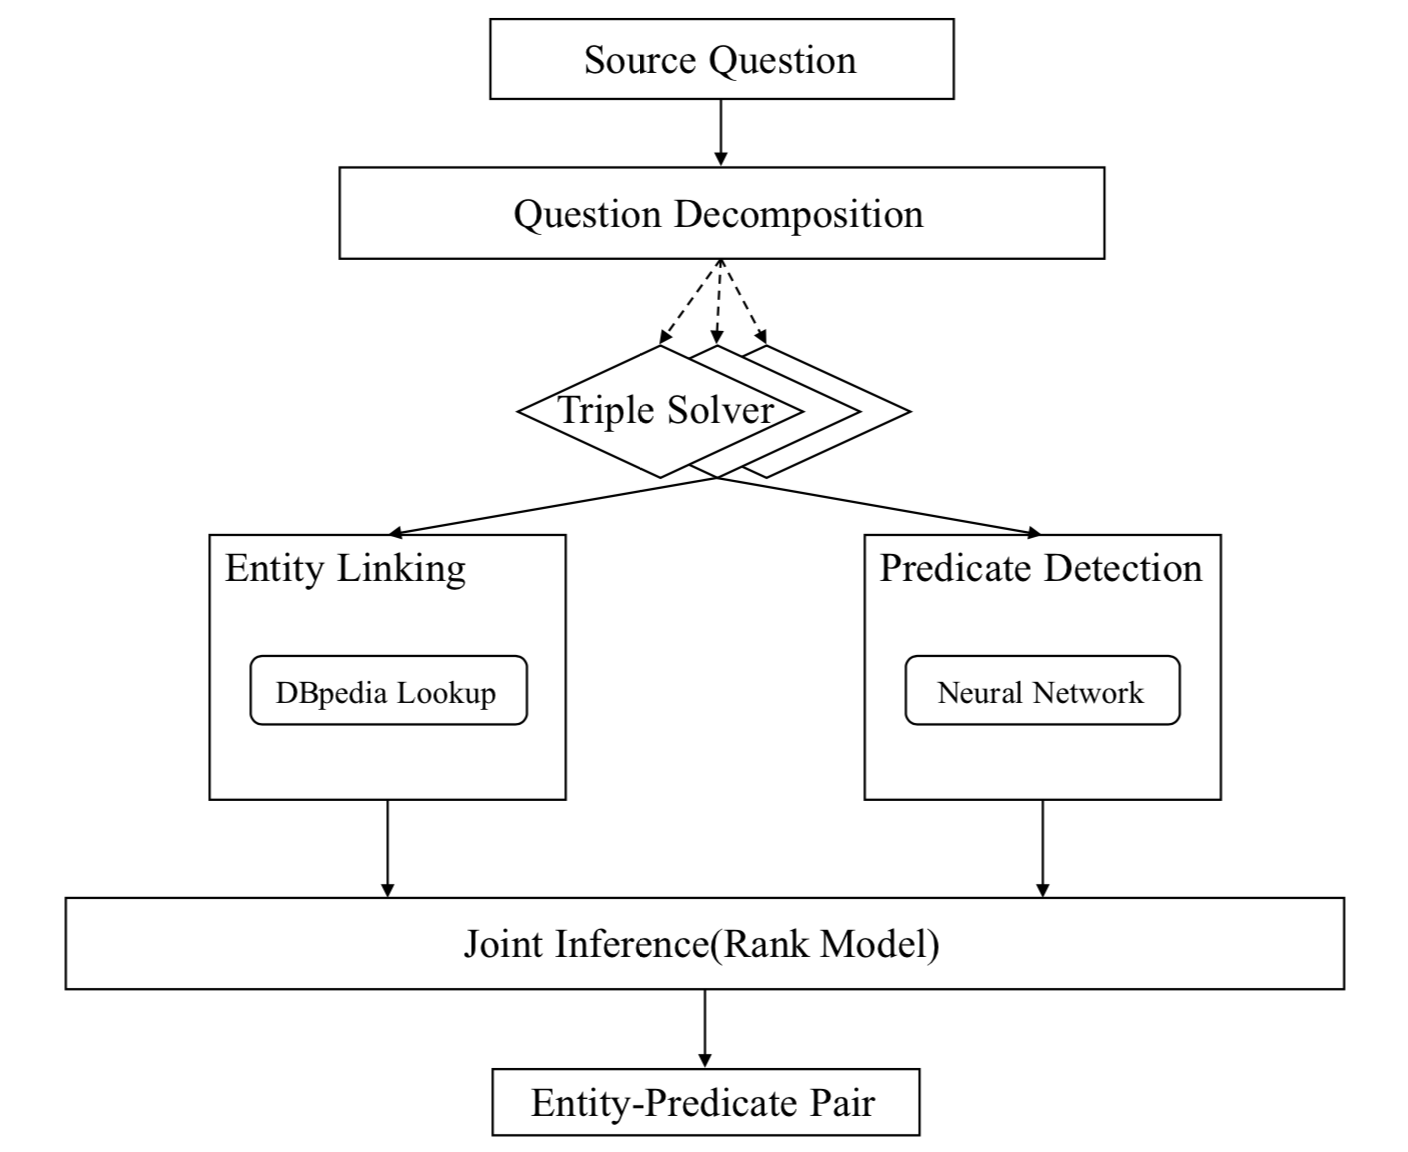 Source Question
Question Decomposition
Triple Solver
Entity Linking
Predicate Detection
DBpedia Lookup
Neural Network
Joint Inference(Rank Model)
Entity-Predicate Pair